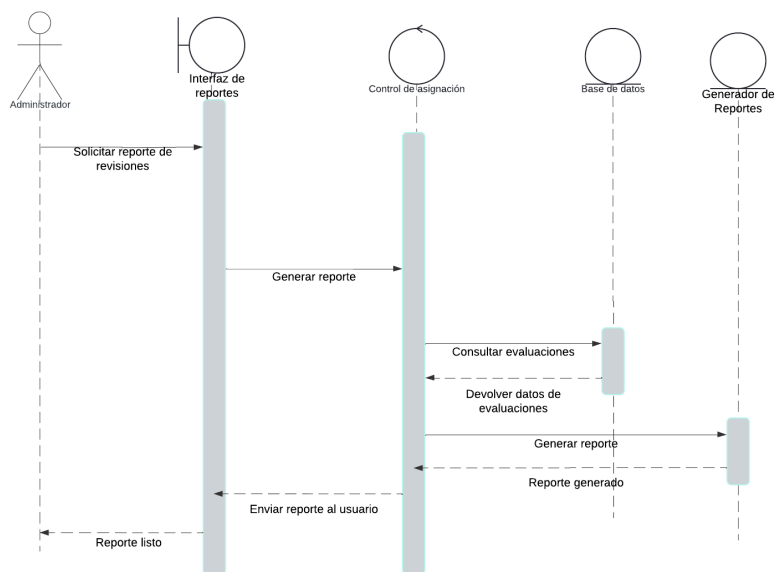 Administrador
Interfaz de
reportes
Control de asignación
Base de datos
Generador de
Reportes
Solicitar reporte de
revisiones
Generar reporte
Consultar evaluaciones
Devolver datos de
evaluaciones
Generar reporte
Reporte generado
Enviar reporte al usuario
Reporte listo